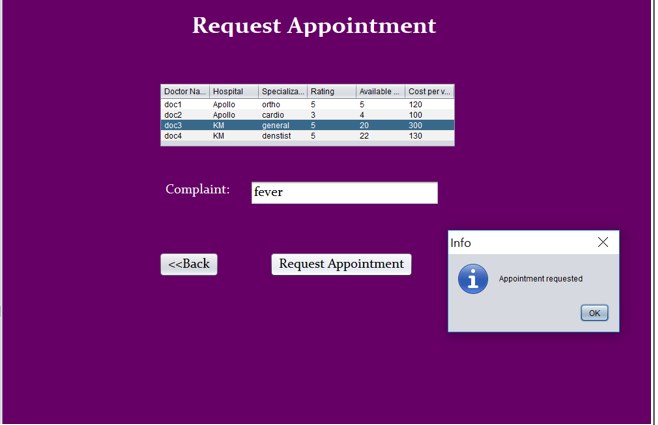 Request Appointment
Doctor Na... Hospital Specializa... Rating Available ... Cost per v...
doc1 Apollo ortho 5 5 120
doc2 Apollo cardio 3 4 100
doc3 KM general 5 20 300
doc4 KM denstist 5 22 130
Complaint: fever
<<Back Request Appointment
Info
Appointment requested
OK